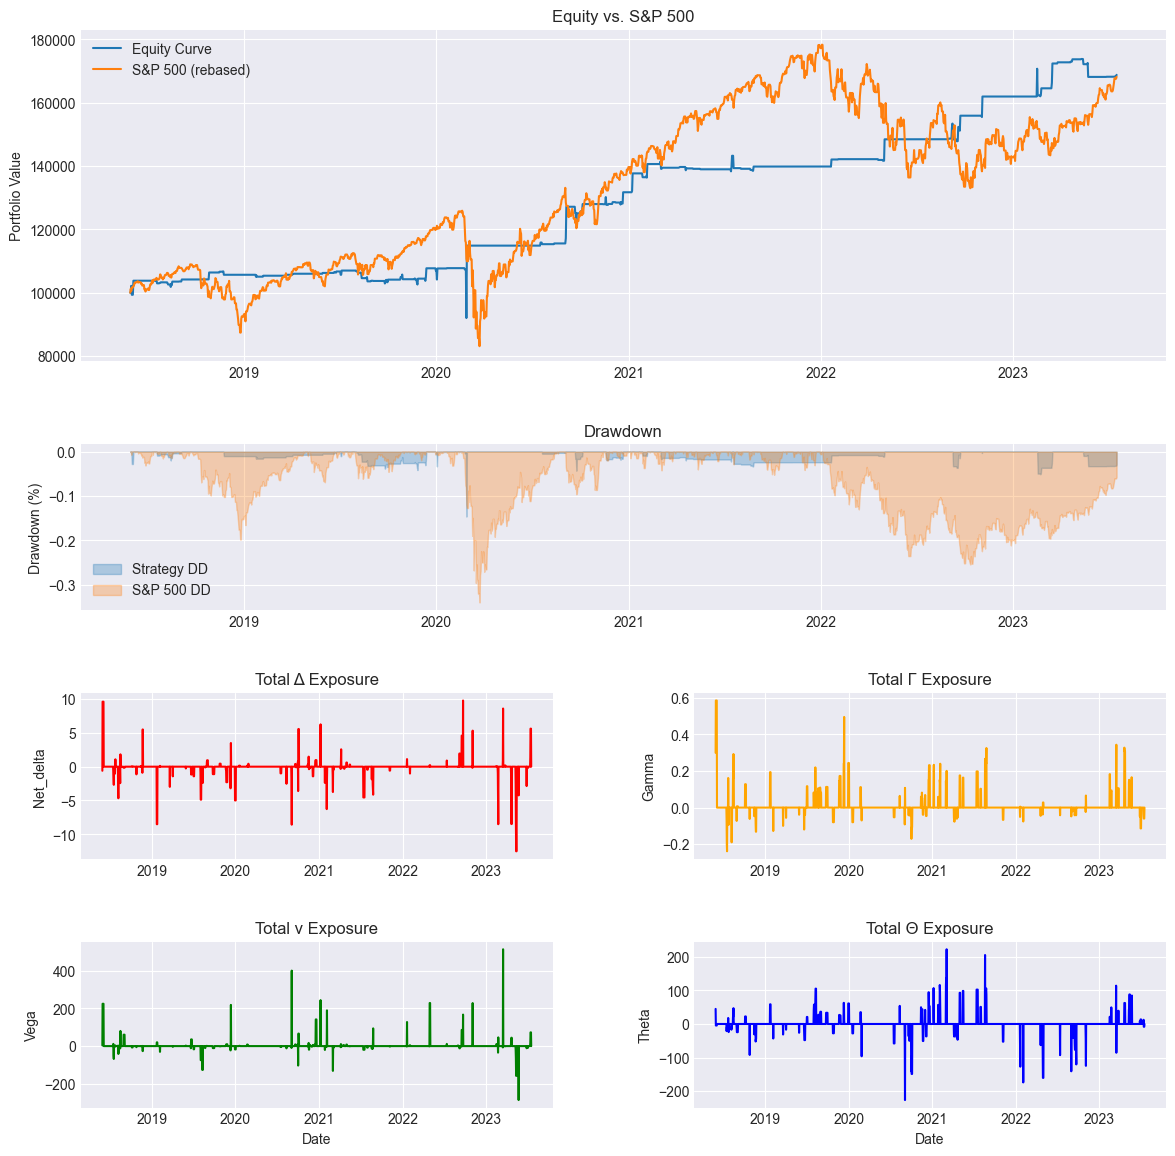 Equity vs. S&P 500
Equity Curve
S&P 500 (rebased)
Portfolio Value
180000
160000
140000
120000
100000
80000
2019 2020 2021 2022 2023
Drawdown
Drawdown (%)
0.0
−0.1
−0.2
−0.3
Strategy DD
S&P 500 DD
2019 2020 2021 2022 2023
Total Δ Exposure
Net_delta
10
5
0
−5
−10
2019 2020 2021 2022 2023
Total Γ Exposure
Gamma
0.6
0.4
0.2
0.0
−0.2
2019 2020 2021 2022 2023
Total ν Exposure
Vega
400
200
0
−200
2019 2020 2021 2022 2023
Date
Total Θ Exposure
Theta
200
100
0
−100
−200
2019 2020 2021 2022 2023
Date